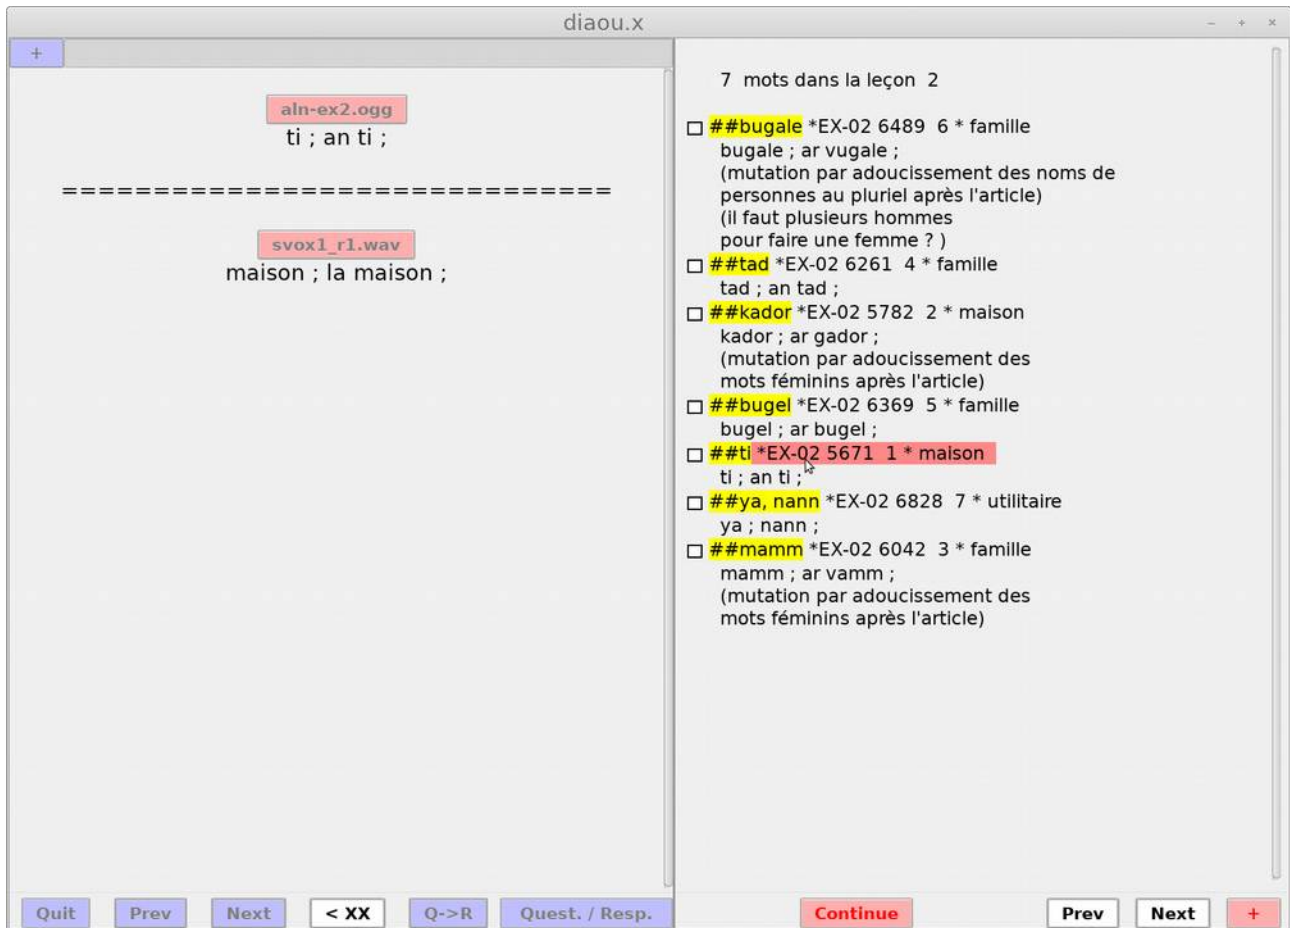 diaou.x
+
aln-ex2.ogg
ti ; an ti ;
==============================
svox1_r1.wav
maison ; la maison ;
Quit Prev Next < XX Q->R Quest. / Resp.
7 mots dans la leçon 2
##bugale *EX-02 6489 6 * famille
bugale ; ar vugale ;
(mutation par adoucissement des noms de
personnes au pluriel après l'article)
(il faut plusieurs hommes
pour faire une femme ? )
##tad *EX-02 6261 4 * famille
tad ; an tad ;
##kador *EX-02 5782 2 * maison
kador ; ar gador ;
(mutation par adoucissement des
mots féminins après l'article)
##bugel *EX-02 6369 5 * famille
bugel ; ar bugel ;
##ti *EX-02 5671 1 * maison
ti ; an ti ;
##ya, nann *EX-02 6828 7 * utilitaire
ya ; nann ;
##mamm *EX-02 6042 3 * famille
mamm ; ar vamm ;
(mutation par adoucissement des
mots féminins après l'article)
Continue Prev Next +